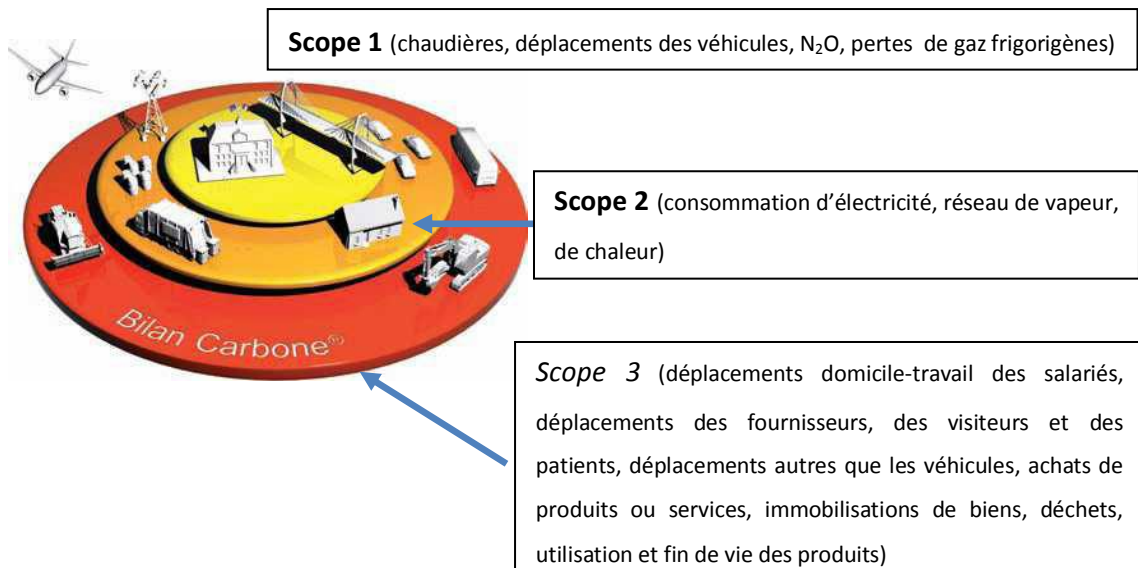 Scope 1 (chaudières, déplacements des véhicules, N₂O, pertes de gaz frigorigènes)
Scope 2 (consommation d’électricité, réseau de vapeur,
de chaleur)
Bilan Carbone®
Scope 3 (déplacements domicile-travail des salariés,
déplacements des fournisseurs, des visiteurs et des
patients, déplacements autres que les véhicules, achats de
produits ou services, immobilisations de biens, déchets,
utilisation et fin de vie des produits)